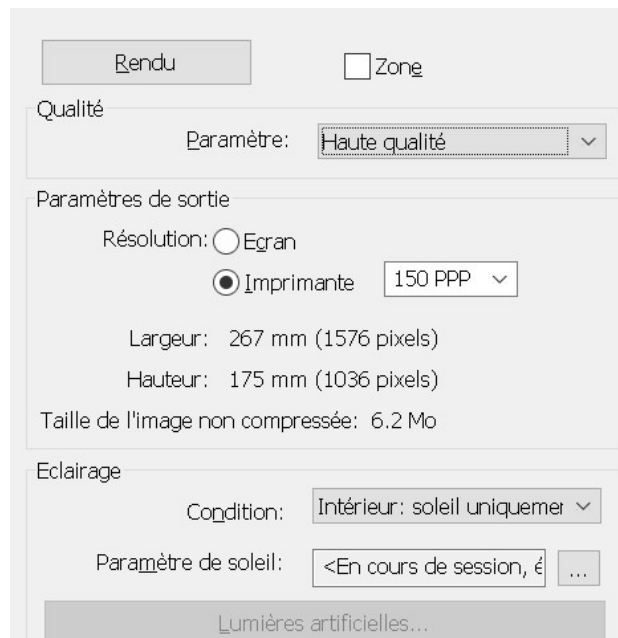 Rendu Zone
Qualité
Paramètre: Haute qualité
Paramètres de sortie
Résolution: Ecran
Imprimante 150 PPP
Largeur: 267 mm (1576 pixels)
Hauteur: 175 mm (1036 pixels)
Taille de l'image non compressée: 6.2 Mo
Eclairage
Condition: Intérieur: soleil uniquemer
Paramètre de soleil: <En cours de session, é ...
Lumières artificielles...